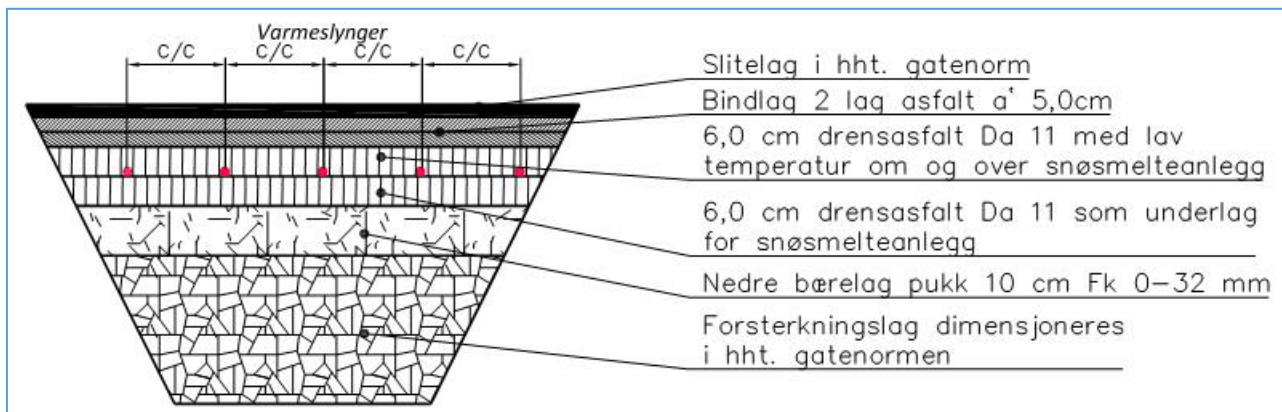 Varmeslynger
C/C C/C C/C C/C
Slitelag i hht. gatenorm
Bindlag 2 lag asfalt a' 5,0cm
6,0 cm drensasfalt Da 11 med lav
temperatur om og over snøsmelteanlegg
6,0 cm drensasfalt Da 11 som underlag
for snøsmelteanlegg
Nedre bærelag pukk 10 cm Fk 0-32 mm
Forsterkningslag dimensjoneres
i hht. gatenormen